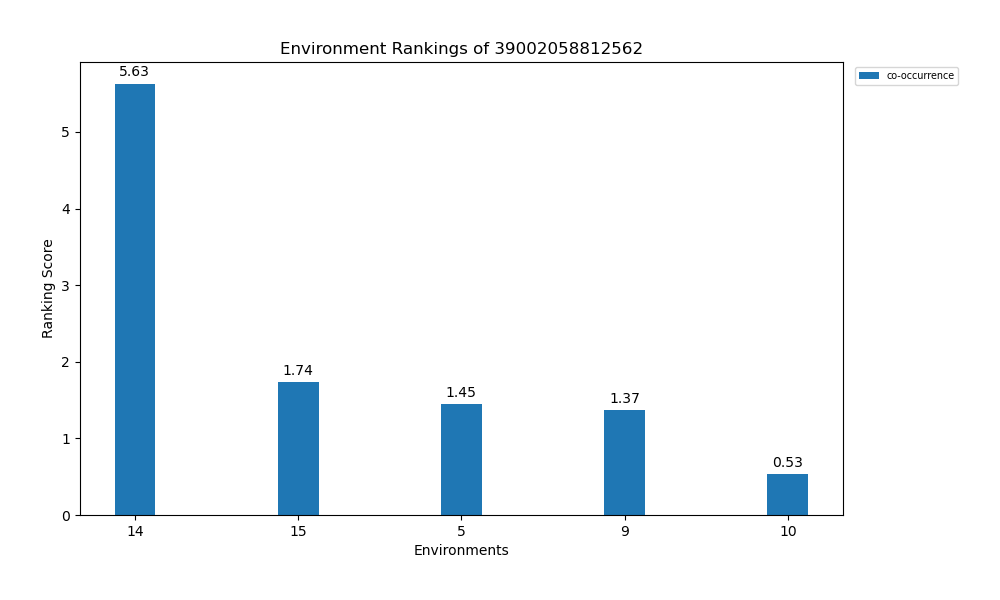 Environment Rankings of 39002058812562
5.63
co-occurrence
5
4
3
2
1
0
Ranking Score
1.74
1.45
1.37
0.53
14 15 5 9 10
Environments